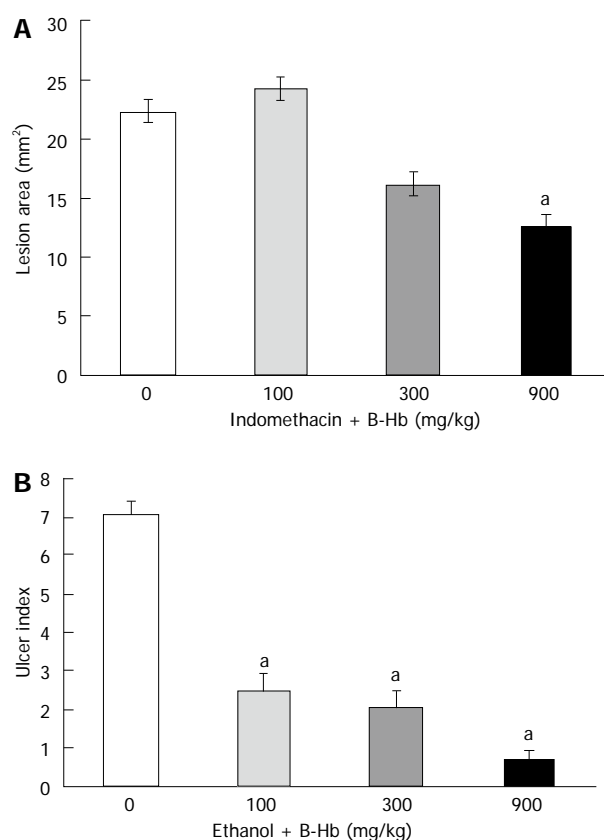 A
Lesion area (mm²)
30
25
20
15
10
5
0
a
0 100 300 900
Indomethacin + B-Hb (mg/kg)
B
Ulcer index
8
7
6
5
4
3
2
1
0
a a a
0 100 300 900
Ethanol + B-Hb (mg/kg)